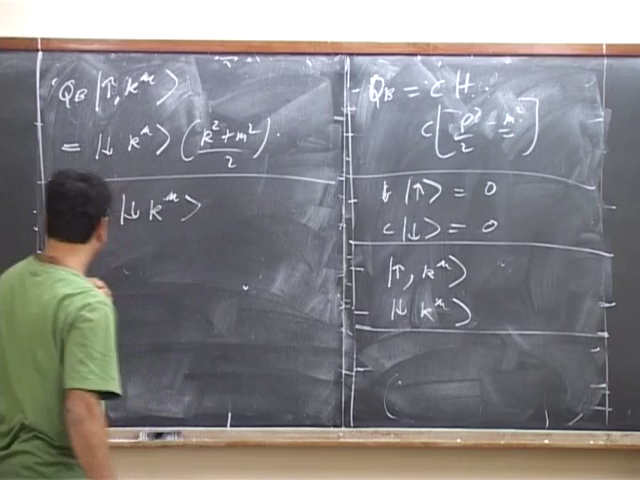 Q_B |↑, k^μ⟩
= |↓ k^μ⟩ (k²+m²/2).
|↓ k^μ⟩
Q_B = c H
c[-p²/2 - m²/2]
b |↑⟩ = 0
c |↓⟩ = 0
|↑, k^μ⟩
|↓ k^μ⟩